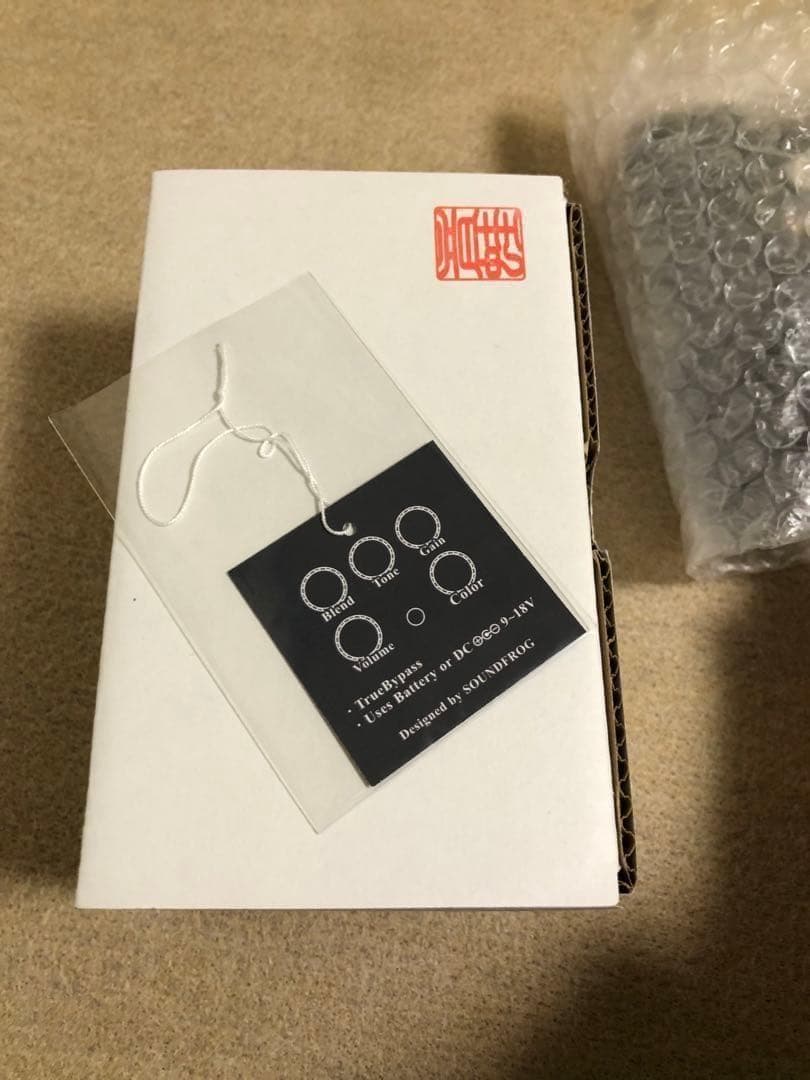 Blend
Tone
Gain
Volume
Color
・TrueBypass
・Uses Battery or DC ⊕C⊖ 9~18V
Designed by SOUNDFROG